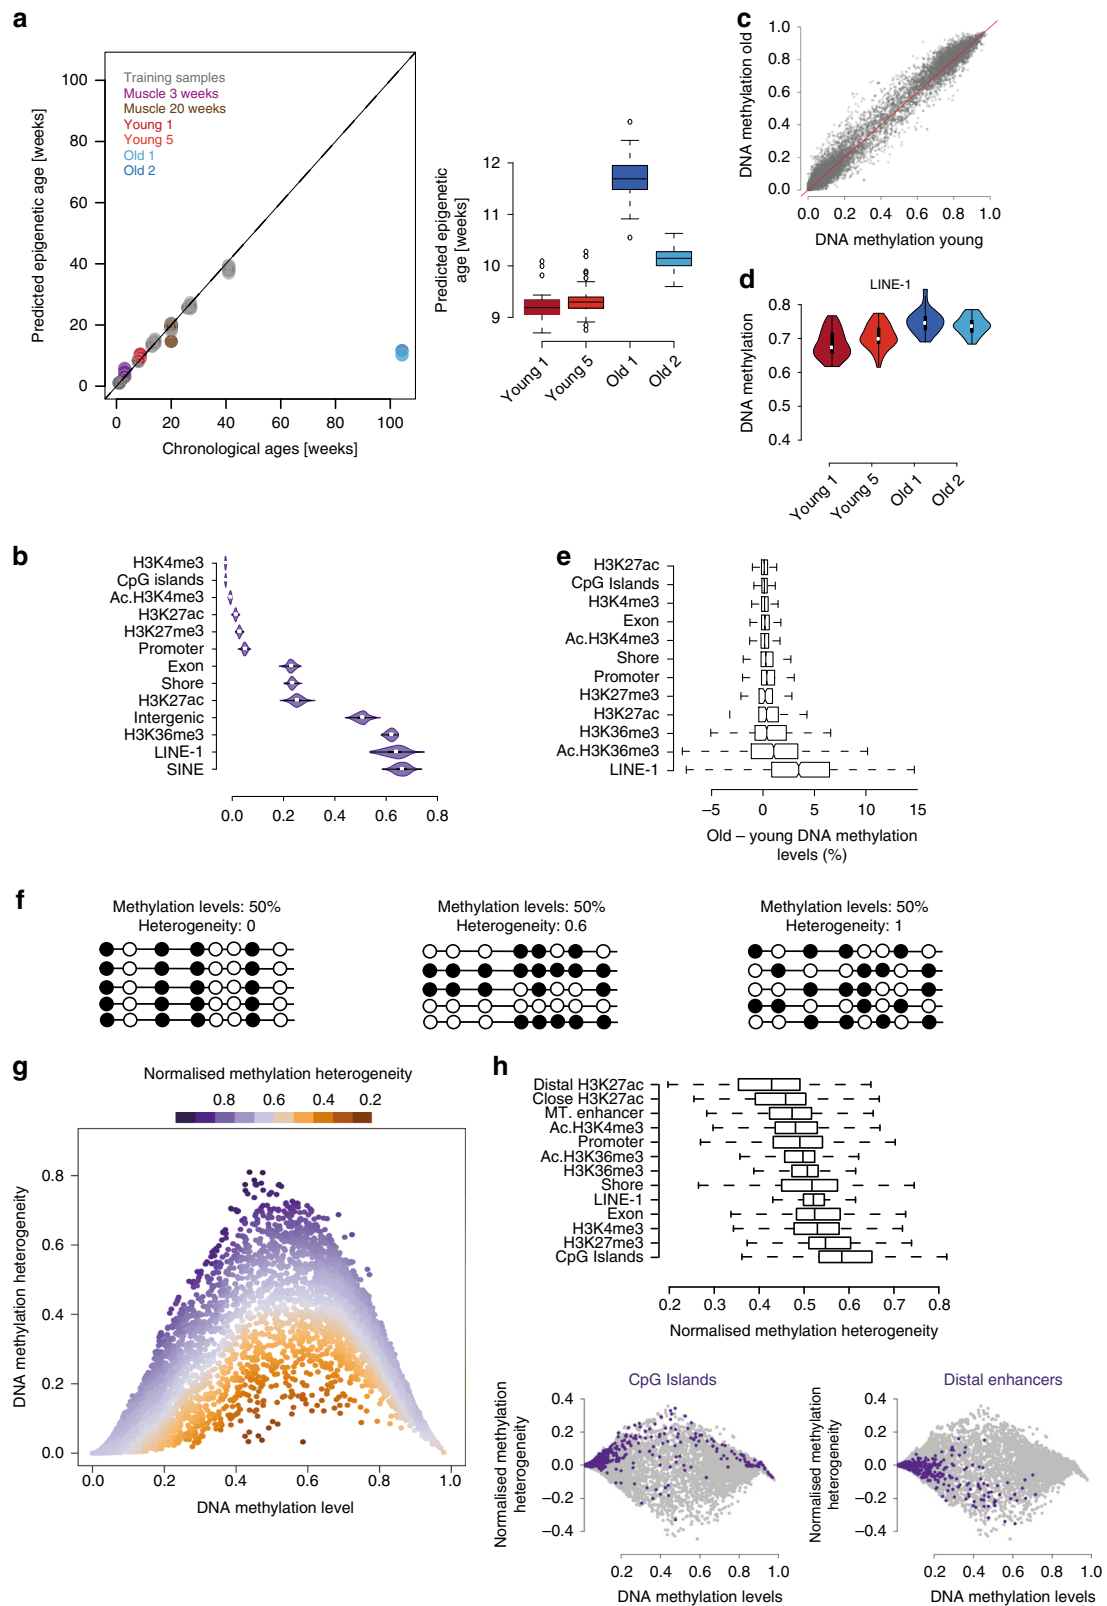 a
100
80
60
40
20
0
Predicted epigenetic age [weeks]
Training samples
Muscle 3 weeks
Muscle 20 weeks
Young 1
Young 5
Old 1
Old 2
0
20
40
60
80
100
Chronological ages [weeks]
Predicted epigenetic
age [weeks]
12
11
10
9
Young 1
Young 5
Old 1
Old 2
c
DNA methylation old
1.0
0.8
0.6
0.4
0.2
0.0
0.0
0.2
0.4
0.6
0.8
1.0
DNA methylation young
d
LINE-1
DNA methylation
0.8
0.7
0.6
0.5
0.4
Young 1
Young 5
Old 1
Old 2
b
H3K4me3
CpG islands
Ac.H3K4me3
H3K27ac
H3K27me3
Promoter
Exon
Shore
H3K27ac
Intergenic
H3K36me3
LINE-1
SINE
0.0
0.2
0.4
0.6
0.8
e
H3K27ac
CpG Islands
H3K4me3
Exon
Ac.H3K4me3
Shore
Promoter
H3K27me3
H3K27ac
H3K36me3
Ac.H3K36me3
LINE-1
−5
0
5
10
15
Old – young DNA methylation
levels (%)
f
Methylation levels: 50%
Heterogeneity: 0
Methylation levels: 50%
Heterogeneity: 0.6
Methylation levels: 50%
Heterogeneity: 1
g
Normalised methylation heterogeneity
0.8
0.6
0.4
0.2
DNA methylation heterogeneity
0.8
0.6
0.4
0.2
0.0
0.0
0.2
0.4
0.6
0.8
1.0
DNA methylation level
h
Distal H3K27ac
Close H3K27ac
MT. enhancer
Ac.H3K4me3
Promoter
Ac.H3K36me3
H3K36me3
Shore
LINE-1
Exon
H3K4me3
H3K27me3
CpG Islands
0.2
0.3
0.4
0.5
0.6
0.7
0.8
Normalised methylation heterogeneity
CpG Islands
Normalised methylation
heterogeneity
0.4
0.2
0.0
−0.2
−0.4
0.2
0.4
0.6
0.8
1.0
DNA methylation levels
Distal enhancers
Normalised methylation
heterogeneity
0.4
0.2
0.0
−0.2
−0.4
0.2
0.4
0.6
0.8
1.0
DNA methylation levels